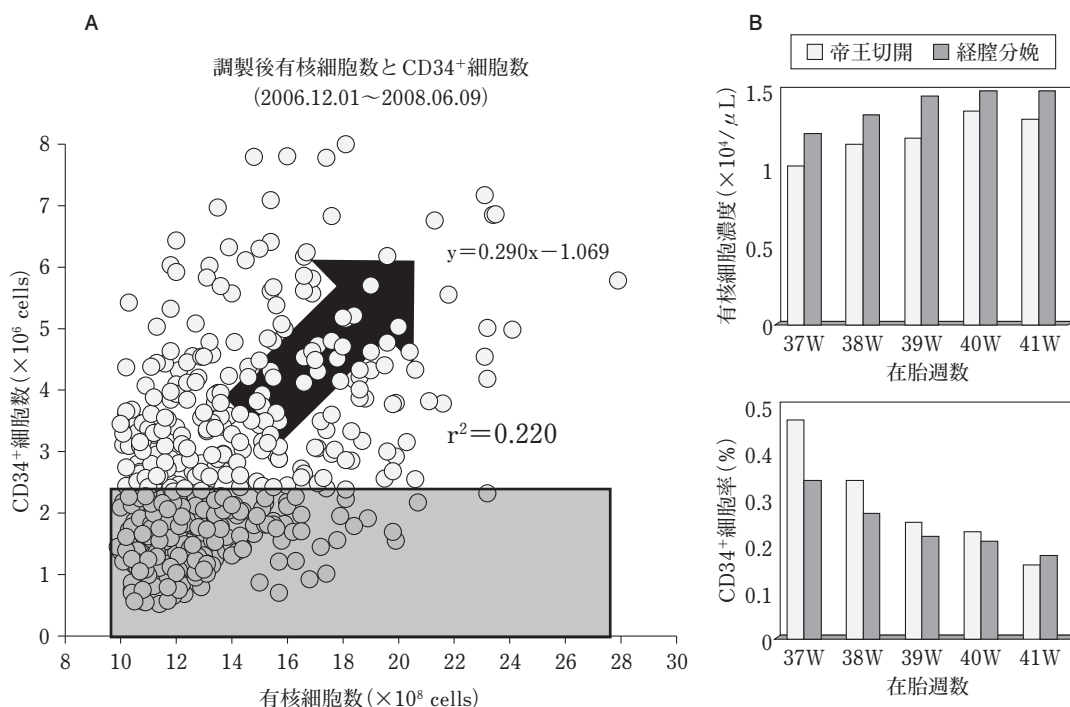 A
調製後有核細胞数とCD34⁺細胞数
(2006.12.01〜2008.06.09)
CD34⁺細胞数(×10⁶ cells)
8
7
6
5
4
3
2
1
0
y=0.290x−1.069
r²=0.220
8 10 12 14 16 18 20 22 24 26 28 30
有核細胞数(×10⁸ cells)
B
帝王切開 経腟分娩
有核細胞濃度(×10⁴/μL)
1.5
1
0.5
0
37W 38W 39W 40W 41W
在胎週数
CD34⁺細胞率(%)
0.5
0.3
0.2
0.1
0
37W 38W 39W 40W 41W
在胎週数